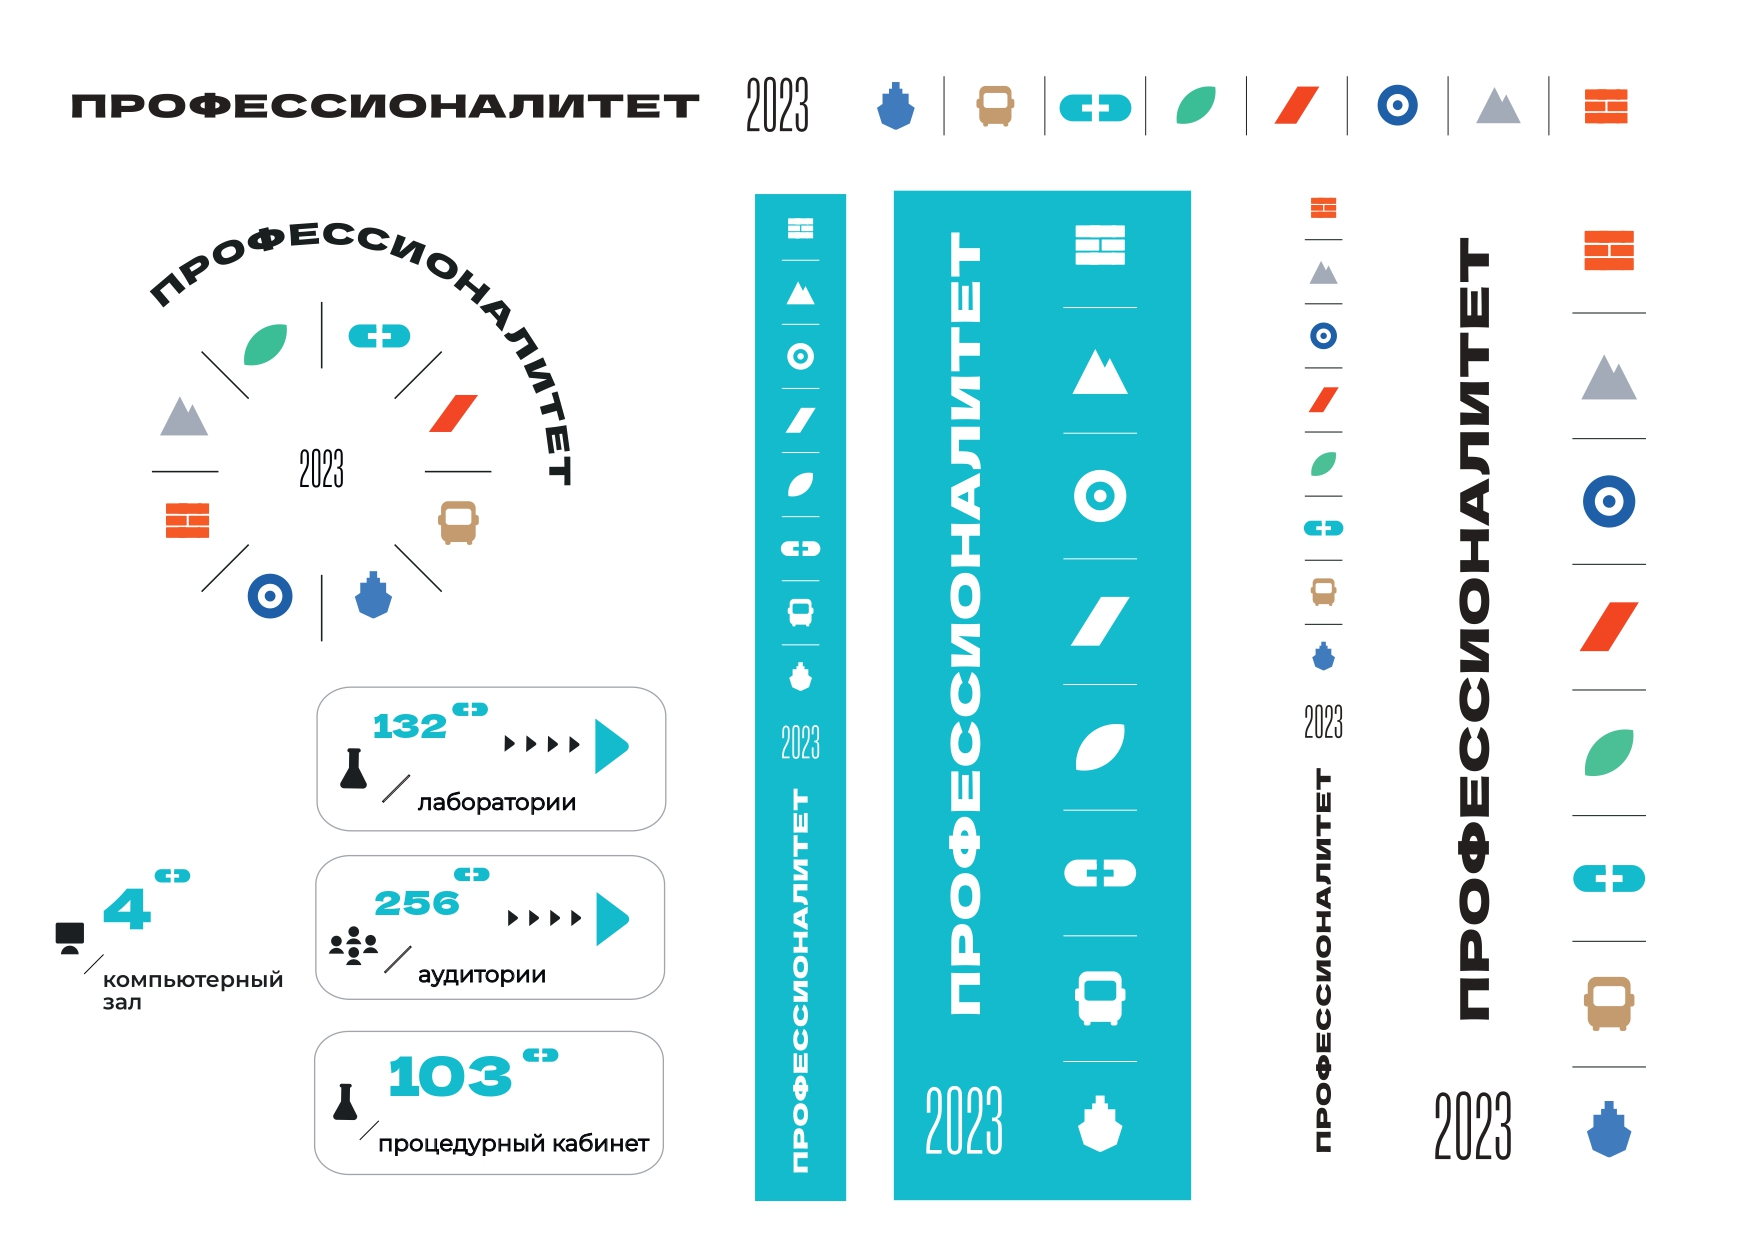 ПРОФЕССИОНАЛИТЕТ
2023
ПРОФЕССИОНАЛИТЕТ
2023
132
лаборатории
256
аудитории
4
компьютерный
зал
103
процедурный кабинет
2023
ПРОФЕССИОНАЛИТЕТ
ПРОФЕССИОНАЛИТЕТ
2023
2023
ПРОФЕССИОНАЛИТЕТ
ПРОФЕССИОНАЛИТЕТ
2023